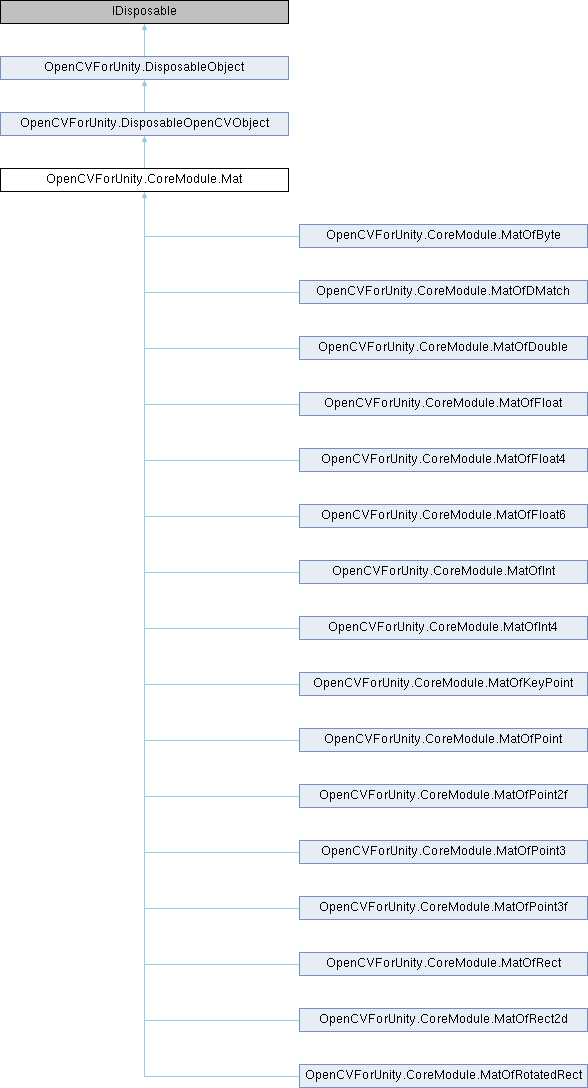 IDisposable
OpenCVForUnity.DisposableObject
OpenCVForUnity.DisposableOpenCVObject
OpenCVForUnity.CoreModule.Mat
OpenCVForUnity.CoreModule.MatOfByte
OpenCVForUnity.CoreModule.MatOfDMatch
OpenCVForUnity.CoreModule.MatOfDouble
OpenCVForUnity.CoreModule.MatOfFloat
OpenCVForUnity.CoreModule.MatOfFloat4
OpenCVForUnity.CoreModule.MatOfFloat6
OpenCVForUnity.CoreModule.MatOfInt
OpenCVForUnity.CoreModule.MatOfInt4
OpenCVForUnity.CoreModule.MatOfKeyPoint
OpenCVForUnity.CoreModule.MatOfPoint
OpenCVForUnity.CoreModule.MatOfPoint2f
OpenCVForUnity.CoreModule.MatOfPoint3
OpenCVForUnity.CoreModule.MatOfPoint3f
OpenCVForUnity.CoreModule.MatOfRect
OpenCVForUnity.CoreModule.MatOfRect2d
OpenCVForUnity.CoreModule.MatOfRotatedRect